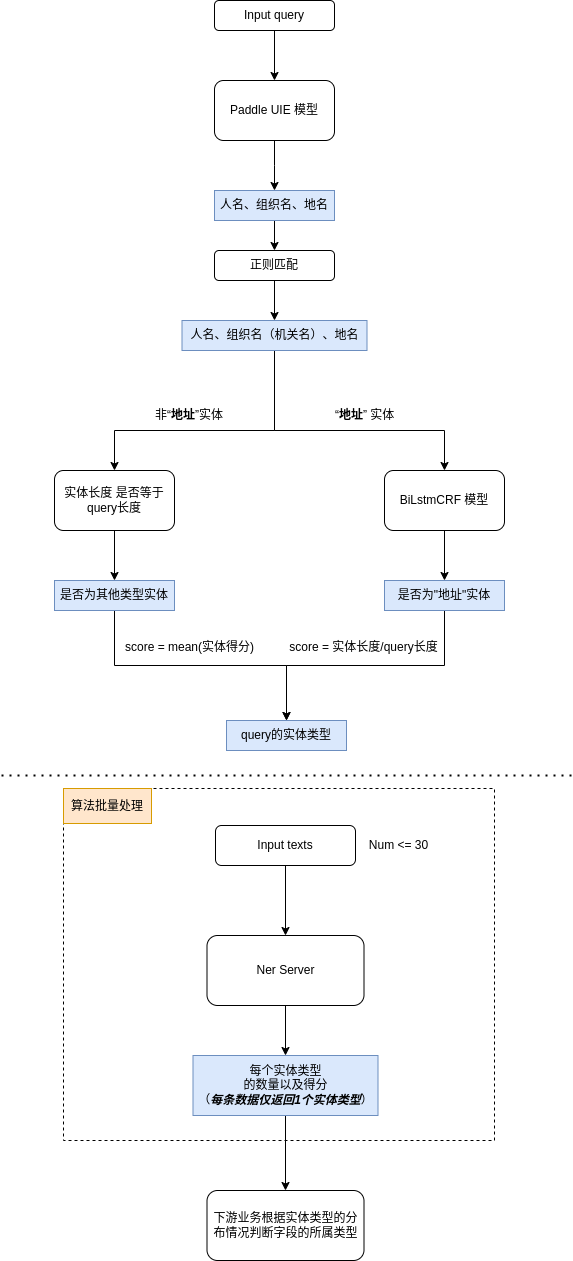 Input query
Paddle UIE 模型
人名、组织名、地名
正则匹配
人名、组织名（机关名）、地名
非“地址”实体
“地址” 实体
实体长度 是否等于
query长度
BiLstmCRF 模型
是否为其他类型实体
是否为"地址"实体
score = mean(实体得分)
score = 实体长度/query长度
query的实体类型
算法批量处理
Input texts
Num <= 30
Ner Server
每个实体类型
的数量以及得分
（每条数据仅返回1个实体类型）
下游业务根据实体类型的分
布情况判断字段的所属类型